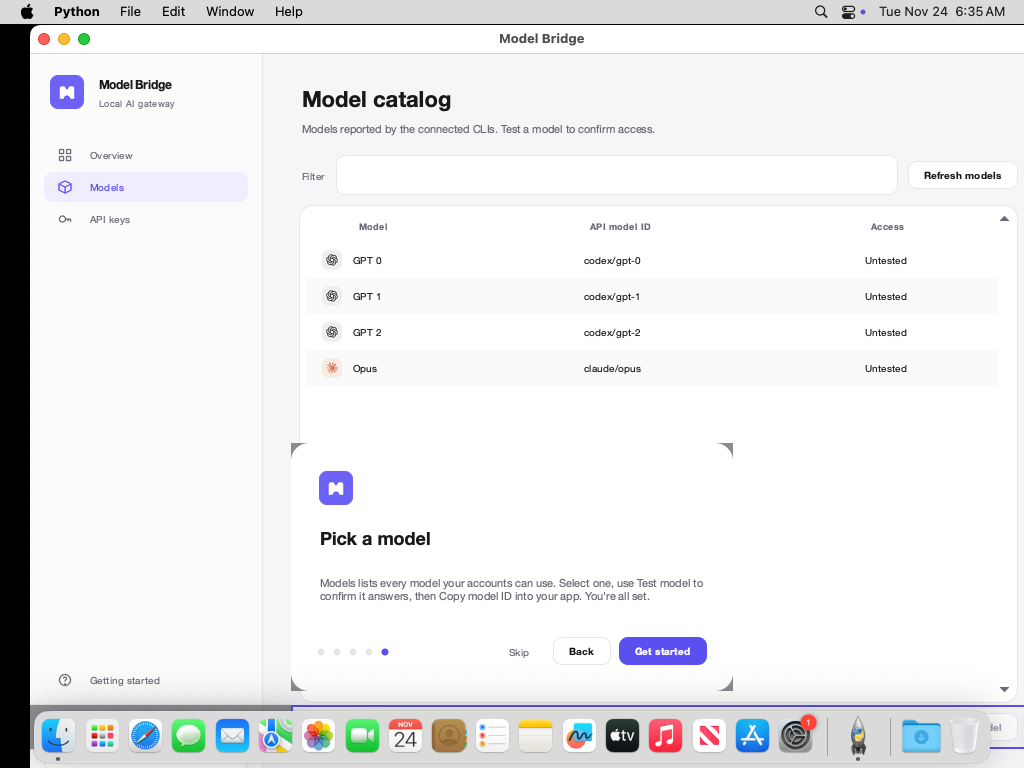 Python File Edit Window Help Tue Nov 24 6:35 AM
Model Bridge
Model Bridge
Local AI gateway
Overview
Models
API keys
Getting started
Model catalog
Models reported by the connected CLIs. Test a model to confirm access.
Filter
Refresh models
Model API model ID Access
GPT 0 codex/gpt-0 Untested
GPT 1 codex/gpt-1 Untested
GPT 2 codex/gpt-2 Untested
Opus claude/opus Untested
Pick a model
Models lists every model your accounts can use. Select one, use Test model to
confirm it answers, then Copy model ID into your app. You're all set.
Skip Back Get started
NOV
24
tv
1